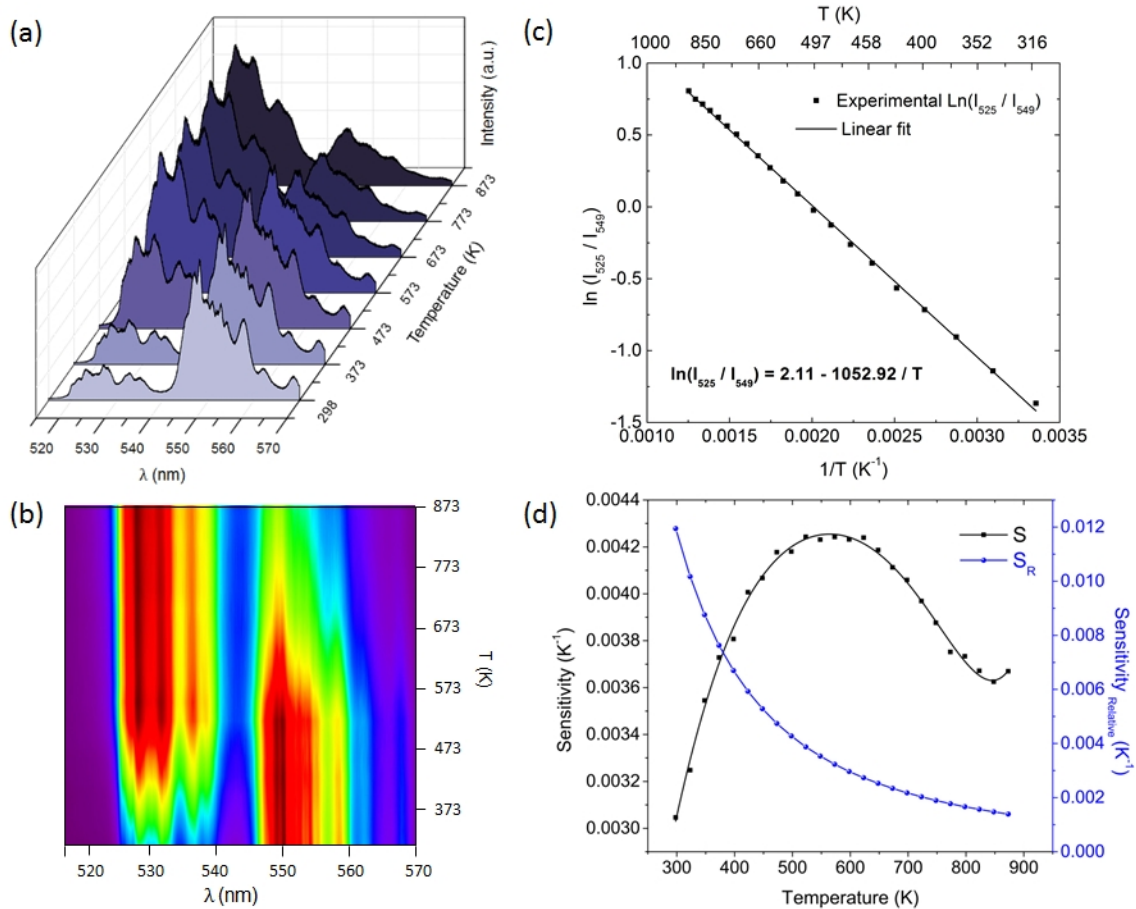 (a)
Intensity (a.u.)
873
773
673
573
473
373
298
Temperature (K)
520 530 540 550 560 570
λ (nm)
(b)
873
773
673
573
473
373
T (K)
520 530 540 550 560 570
λ (nm)
(c)
T (K)
1000 850 660 497 458 400 352 316
1.0
0.5
0.0
-0.5
-1.0
-1.5
ln (I525 / I549)
Experimental Ln(I525 / I549)
Linear fit
ln(I525 / I549) = 2.11 - 1052.92 / T
0.0010 0.0015 0.0020 0.0025 0.0030 0.0035
1/T (K-1)
(d)
0.0044
0.0042
0.0040
0.0038
0.0036
0.0034
0.0032
0.0030
Sensitivity (K-1)
S
SR
0.012
0.010
0.008
0.006
0.004
0.002
0.000
Sensitivity Relative (K-1)
300 400 500 600 700 800 900
Temperature (K)